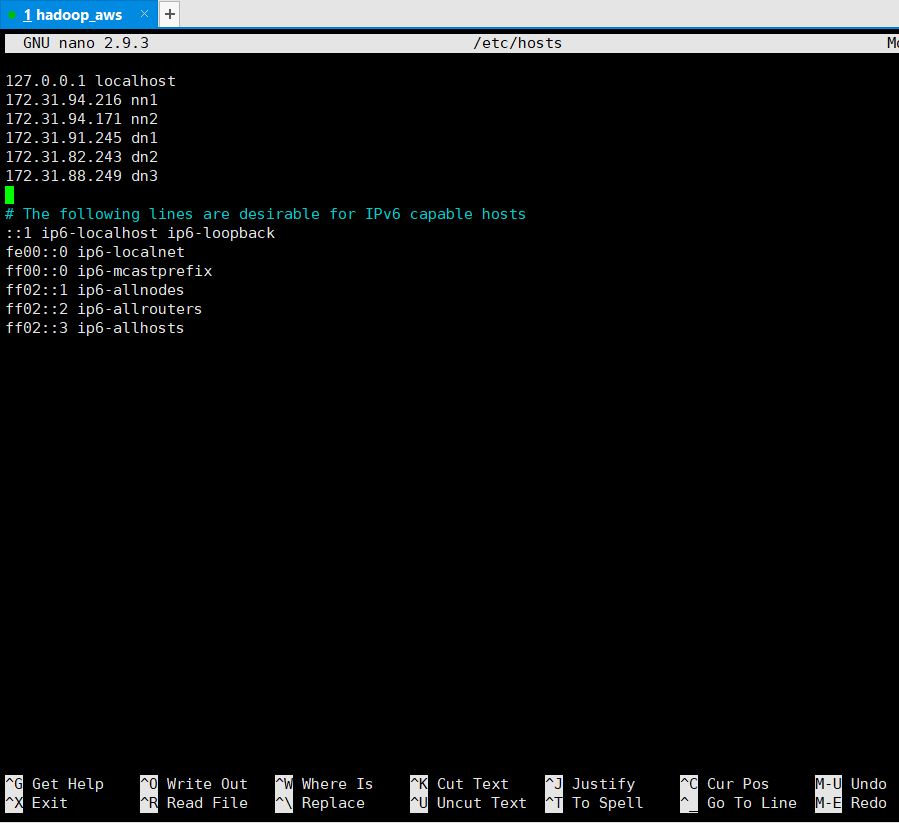 1 hadoop_aws × +
GNU nano 2.9.3 /etc/hosts
127.0.0.1 localhost
172.31.94.216 nn1
172.31.94.171 nn2
172.31.91.245 dn1
172.31.82.243 dn2
172.31.88.249 dn3
# The following lines are desirable for IPv6 capable hosts
::1 ip6-localhost ip6-loopback
fe00::0 ip6-localnet
ff00::0 ip6-mcastprefix
ff02::1 ip6-allnodes
ff02::2 ip6-allrouters
ff02::3 ip6-allhosts
^G Get Help ^O Write Out ^W Where Is ^K Cut Text ^J Justify ^C Cur Pos M-U Undo
^X Exit ^R Read File ^\ Replace ^U Uncut Text ^T To Spell ^_ Go To Line M-E Redo